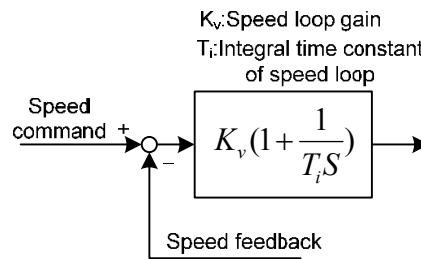 Kv:Speed loop gain
Ti:Integral time constant
of speed loop
Speed
command
+
−
Kv(1+1/TiS)
Speed feedback